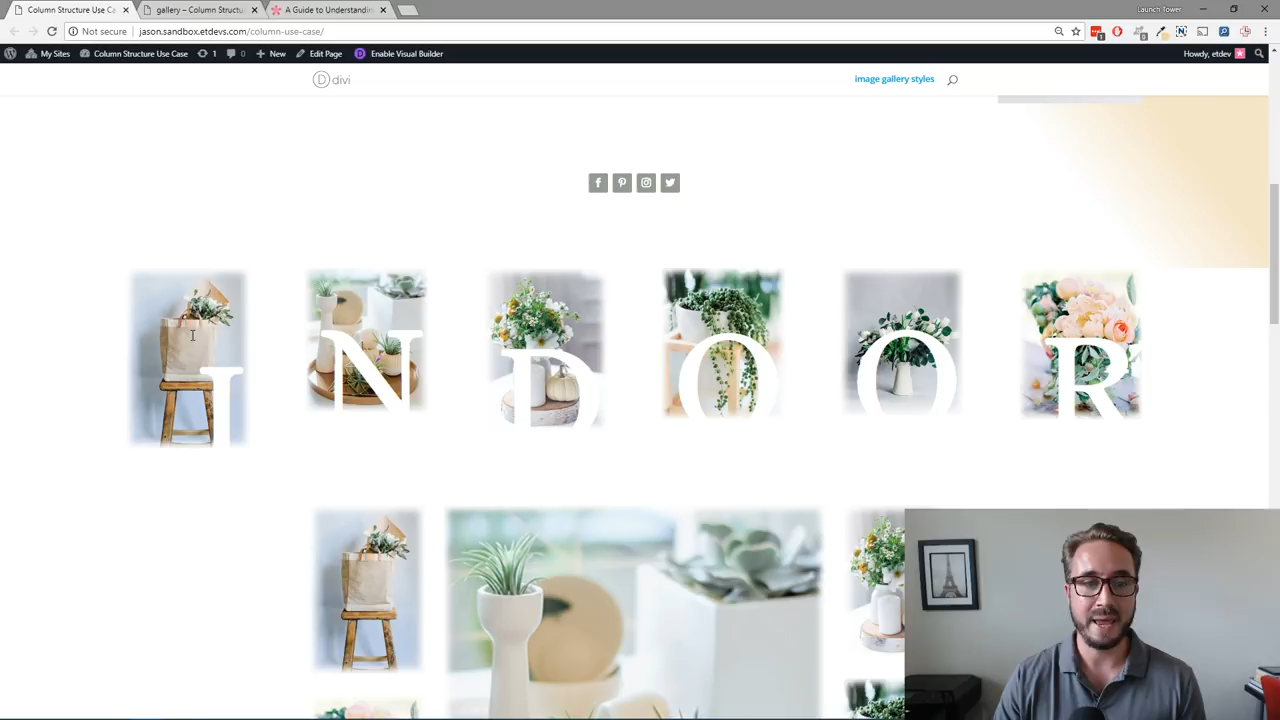 Column Structure Use Ca
gallery – Column Structu
A Guide to Understanding
Launch Tower
Not secure
jason.sandbox.etdevs.com/column-use-case/
My Sites
Column Structure Use Case
1
0
New
Edit Page
Enable Visual Builder
Howdy, etdev
D divi
image gallery styles
I N D O O R